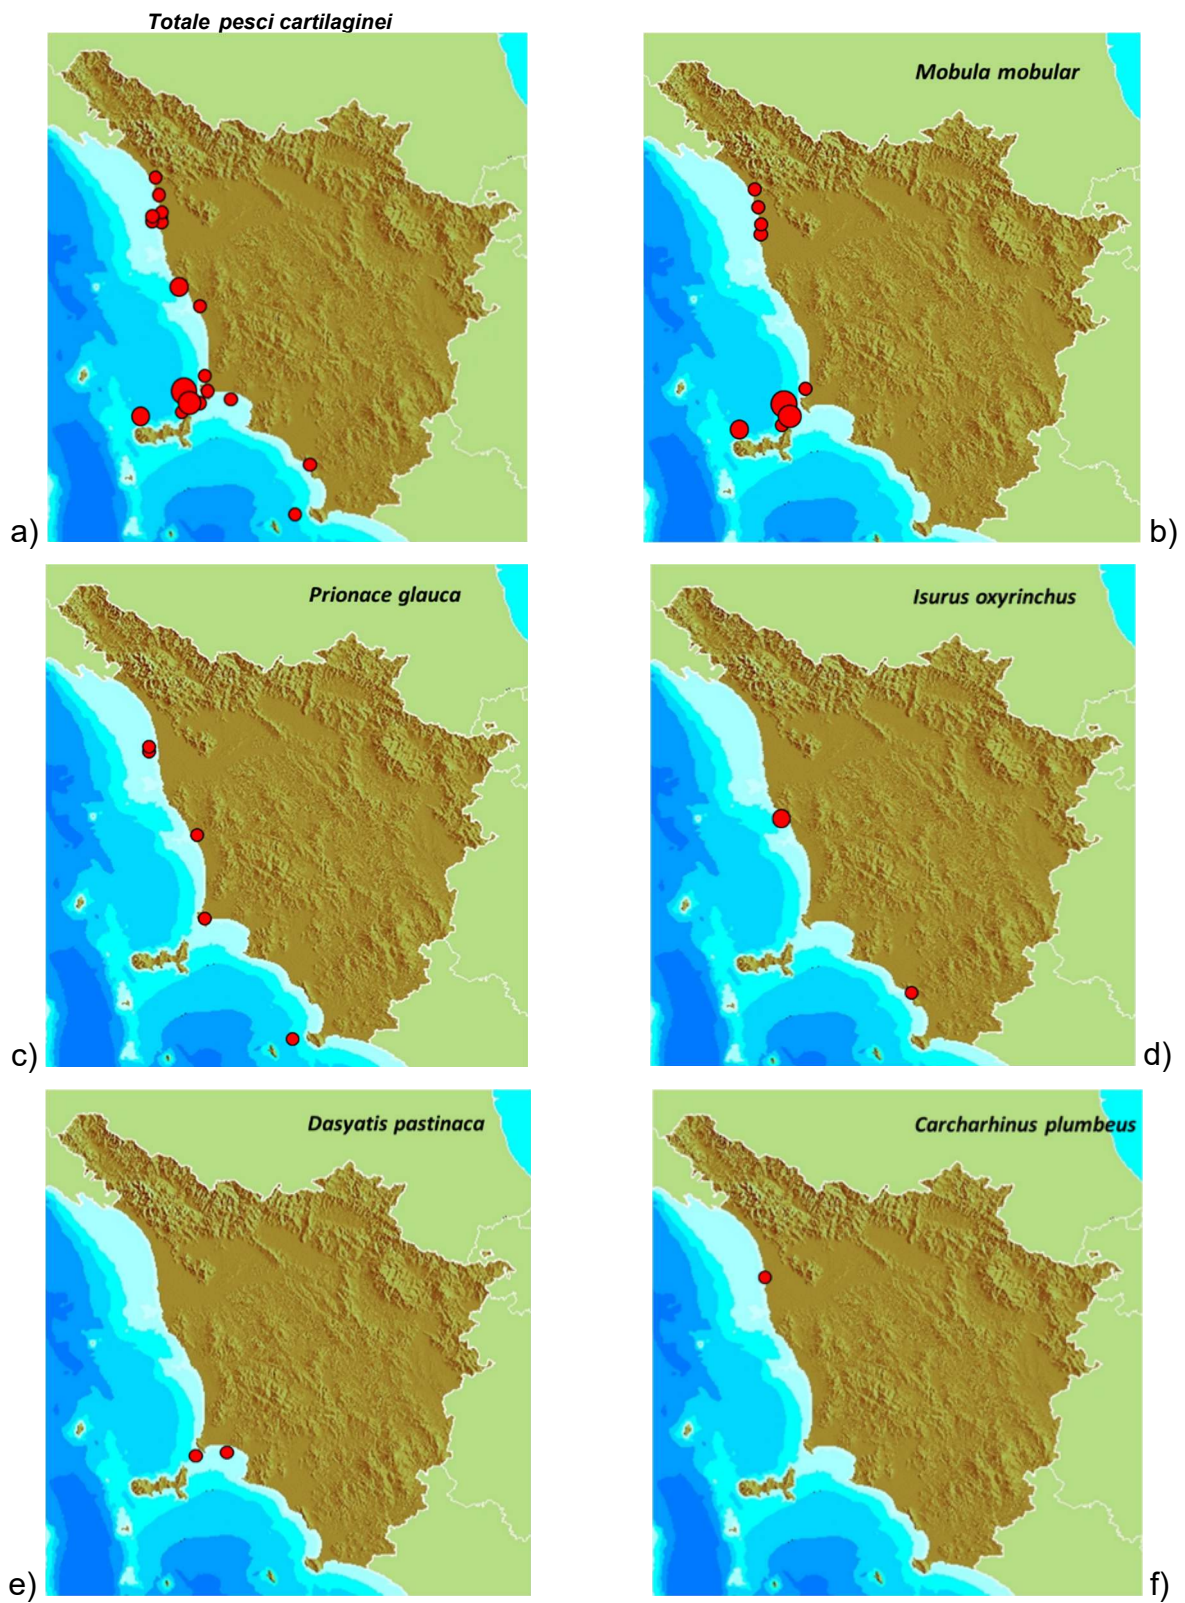 Totale pesci cartilaginei
Mobula mobular
a)
b)
Prionace glauca
Isurus oxyrinchus
c)
d)
Dasyatis pastinaca
Carcharhinus plumbeus
e)
f)